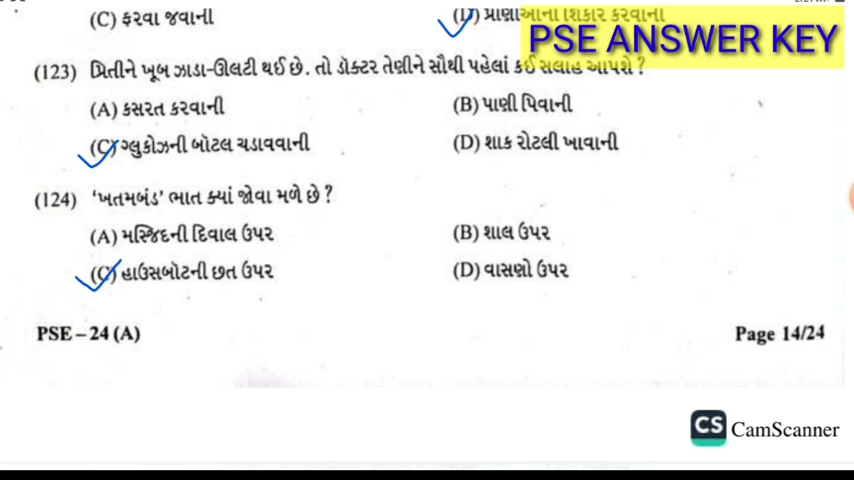 (C) ફરવા જવાની
(D) પ્રાણીઓનો શિકાર કરવાની
PSE ANSWER KEY
(123) પ્રિતીને ખૂબ ઝાડા-ઊલટી થઈ છે. તો ડૉક્ટર તેણીને સૌથી પહેલાં કઈ સલાહ આપશે ?
(A) કસરત કરવાની
(B) પાણી પિવાની
(C) ગ્લુકોઝની બૉટલ ચડાવવાની
(D) શાક રોટલી ખાવાની
(124) ‘ખતમબંડ’ ભાત ક્યાં જોવા મળે છે ?
(A) મસ્જિદની દિવાલ ઉપર
(B) શાલ ઉપર
(C) હાઉસબૉટની છત ઉપર
(D) વાસણો ઉપર
PSE – 24 (A)
Page 14/24
CS CamScanner